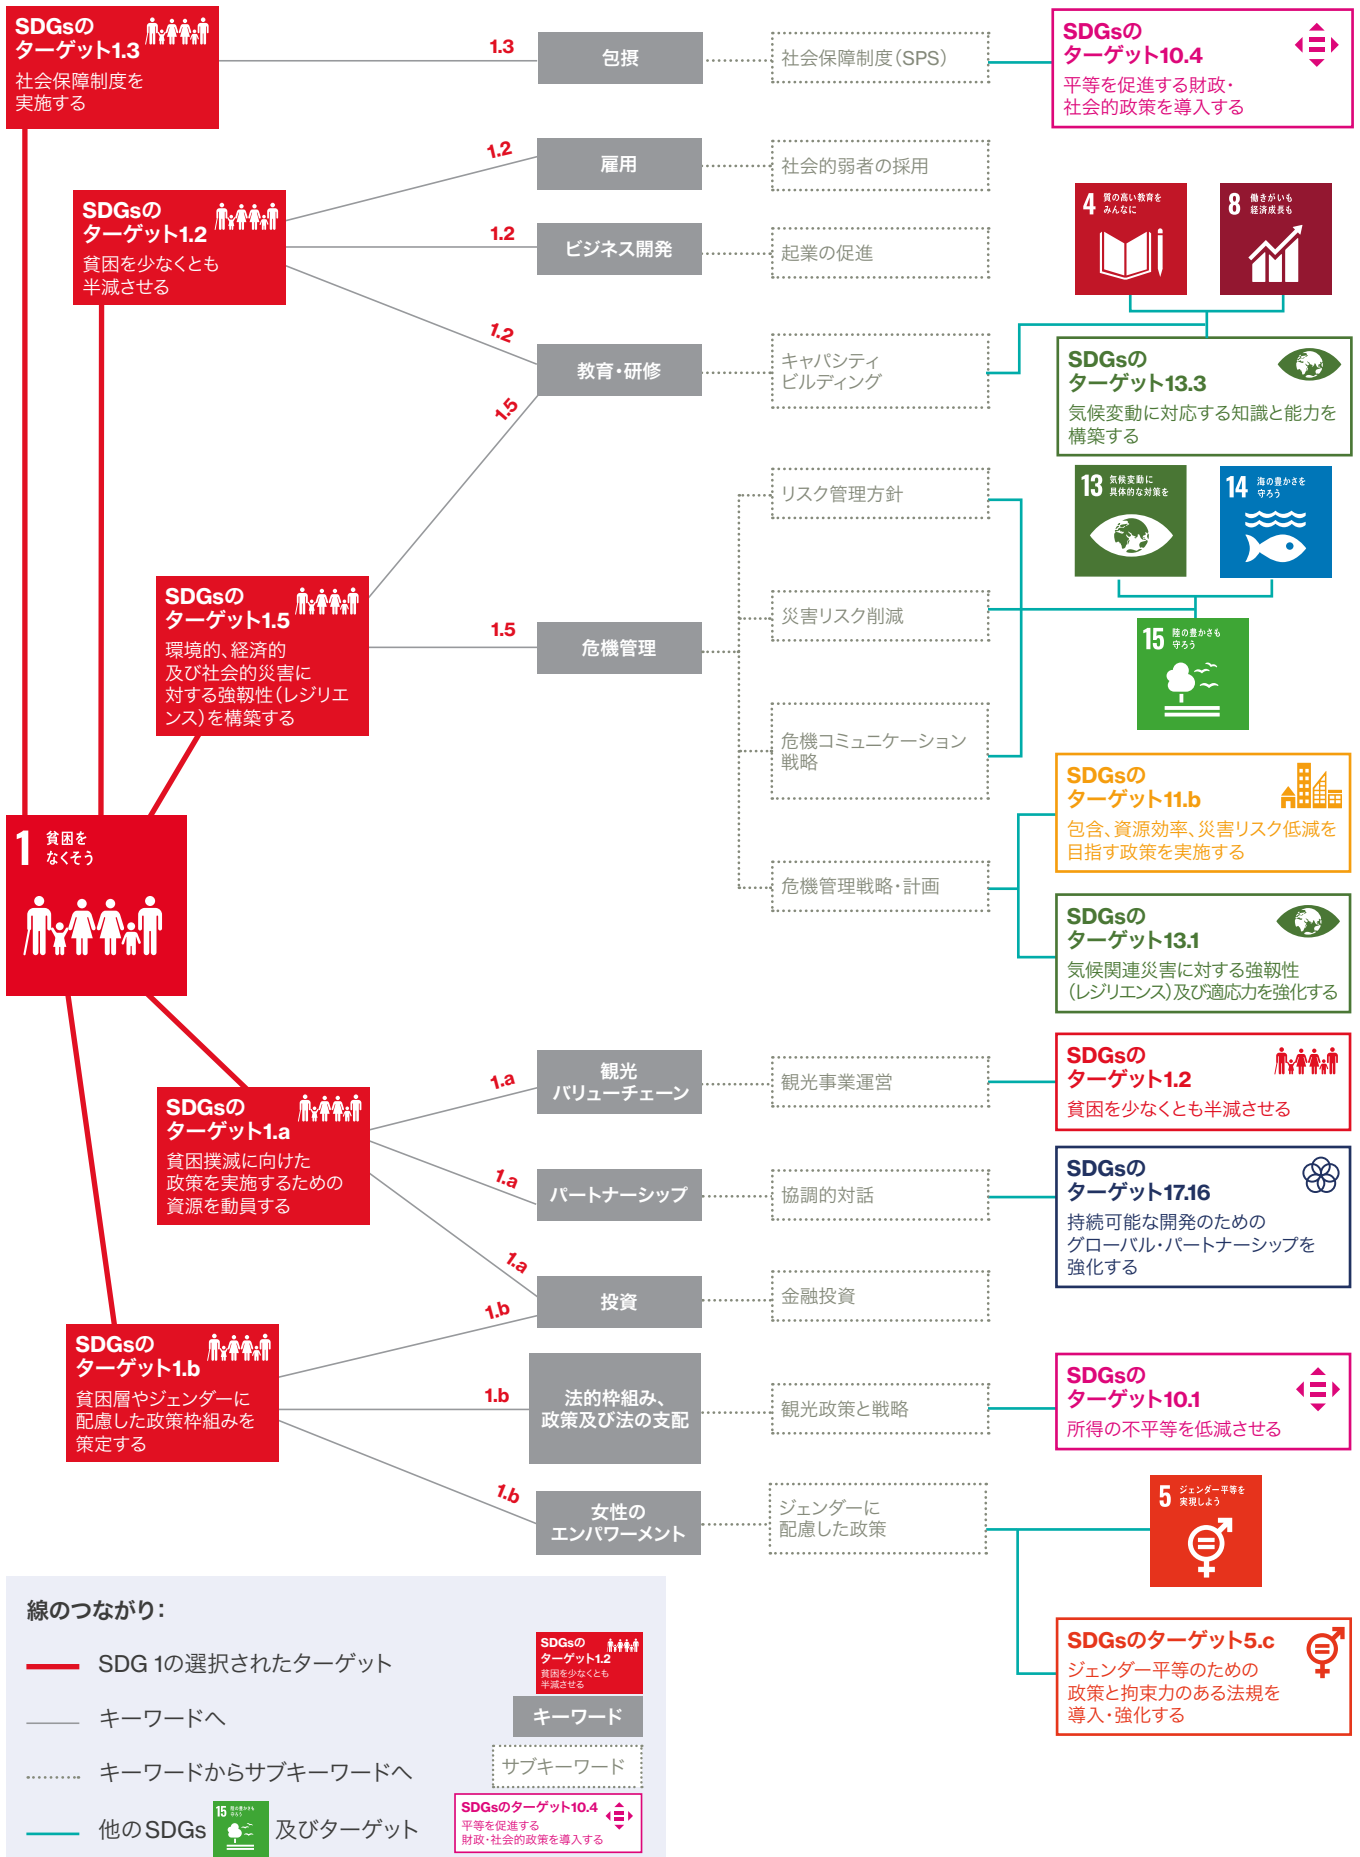 SDGsの
ターゲット1.3
社会保障制度を
実施する
1.3
包摂
社会保障制度（SPS）
SDGsの
ターゲット10.4
平等を促進する財政・
社会的政策を導入する
SDGsの
ターゲット1.2
貧困を少なくとも
半減させる
1.2
雇用
社会的弱者の採用
1.2
ビジネス開発
起業の促進
1.2
教育・研修
キャパシティ
ビルディング
4 質の高い教育を
みんなに
8 働きがいも
経済成長も
SDGsの
ターゲット13.3
気候変動に対応する知識と能力を
構築する
1.5
SDGsの
ターゲット1.5
環境的、経済的
及び社会的災害に
対する強靱性（レジリエ
ンス）を構築する
1.5
危機管理
リスク管理方針
災害リスク削減
危機コミュニケーション
戦略
危機管理戦略・計画
13 気候変動に
具体的な対策を
14 海の豊かさを
守ろう
15 陸の豊かさも
守ろう
SDGsの
ターゲット11.b
包含、資源効率、災害リスク低減を
目指す政策を実施する
SDGsの
ターゲット13.1
気候関連災害に対する強靱性
（レジリエンス）及び適応力を強化する
1 貧困を
なくそう
SDGsの
ターゲット1.a
貧困撲滅に向けた
政策を実施するための
資源を動員する
1.a
観光
バリューチェーン
観光事業運営
SDGsの
ターゲット1.2
貧困を少なくとも半減させる
1.a
パートナーシップ
協調的対話
SDGsの
ターゲット17.16
持続可能な開発のための
グローバル・パートナーシップを
強化する
1.a
投資
金融投資
1.b
SDGsの
ターゲット1.b
貧困層やジェンダーに
配慮した政策枠組みを
策定する
1.b
法的枠組み、
政策及び法の支配
観光政策と戦略
SDGsの
ターゲット10.1
所得の不平等を低減させる
1.b
女性の
エンパワーメント
ジェンダーに
配慮した政策
5 ジェンダー平等を
実現しよう
SDGsのターゲット5.c
ジェンダー平等のための
政策と拘束力のある法規を
導入・強化する
線のつながり：
SDG 1の選択されたターゲット
SDGsの
ターゲット1.2
貧困を少なくとも
半減させる
キーワードへ
キーワード
キーワードからサブキーワードへ
サブキーワード
他のSDGs
15 陸の豊かさも
守ろう
及びターゲット
SDGsのターゲット10.4
平等を促進する
財政・社会的政策を導入する